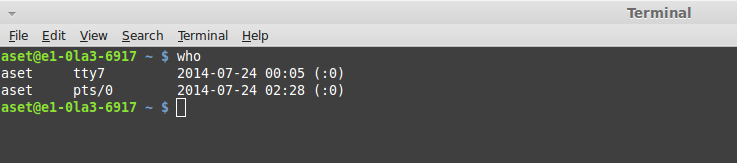 Terminal
File Edit View Search Terminal Help
aset@e1-0la3-6917 ~ $ who
aset     tty7         2014-07-24 00:05 (:0)
aset     pts/0        2014-07-24 02:28 (:0)
aset@e1-0la3-6917 ~ $